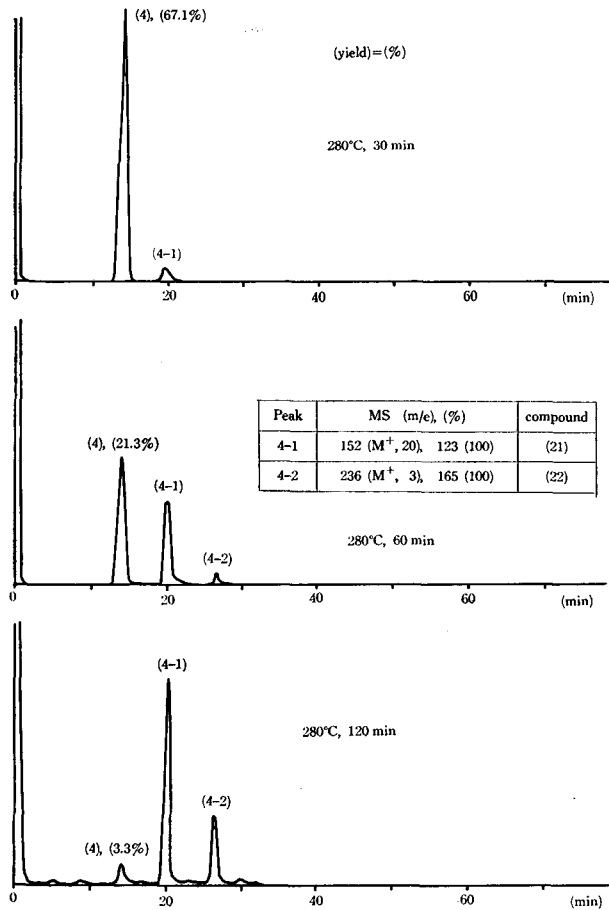 (4), (67.1%)
(yield)=(%)
280°C, 30 min
(4-1)
0 20 40 60 (min)
Peak MS (m/e), (%) compound
4-1 152 (M⁺, 20), 123 (100) (21)
4-2 236 (M⁺, 3), 165 (100) (22)
(4), (21.3%)
(4-1)
280°C, 60 min
(4-2)
0 20 40 60 (min)
(4-1)
280°C, 120 min
(4-2)
(4), (3.3%)
0 20 40 60 (min)